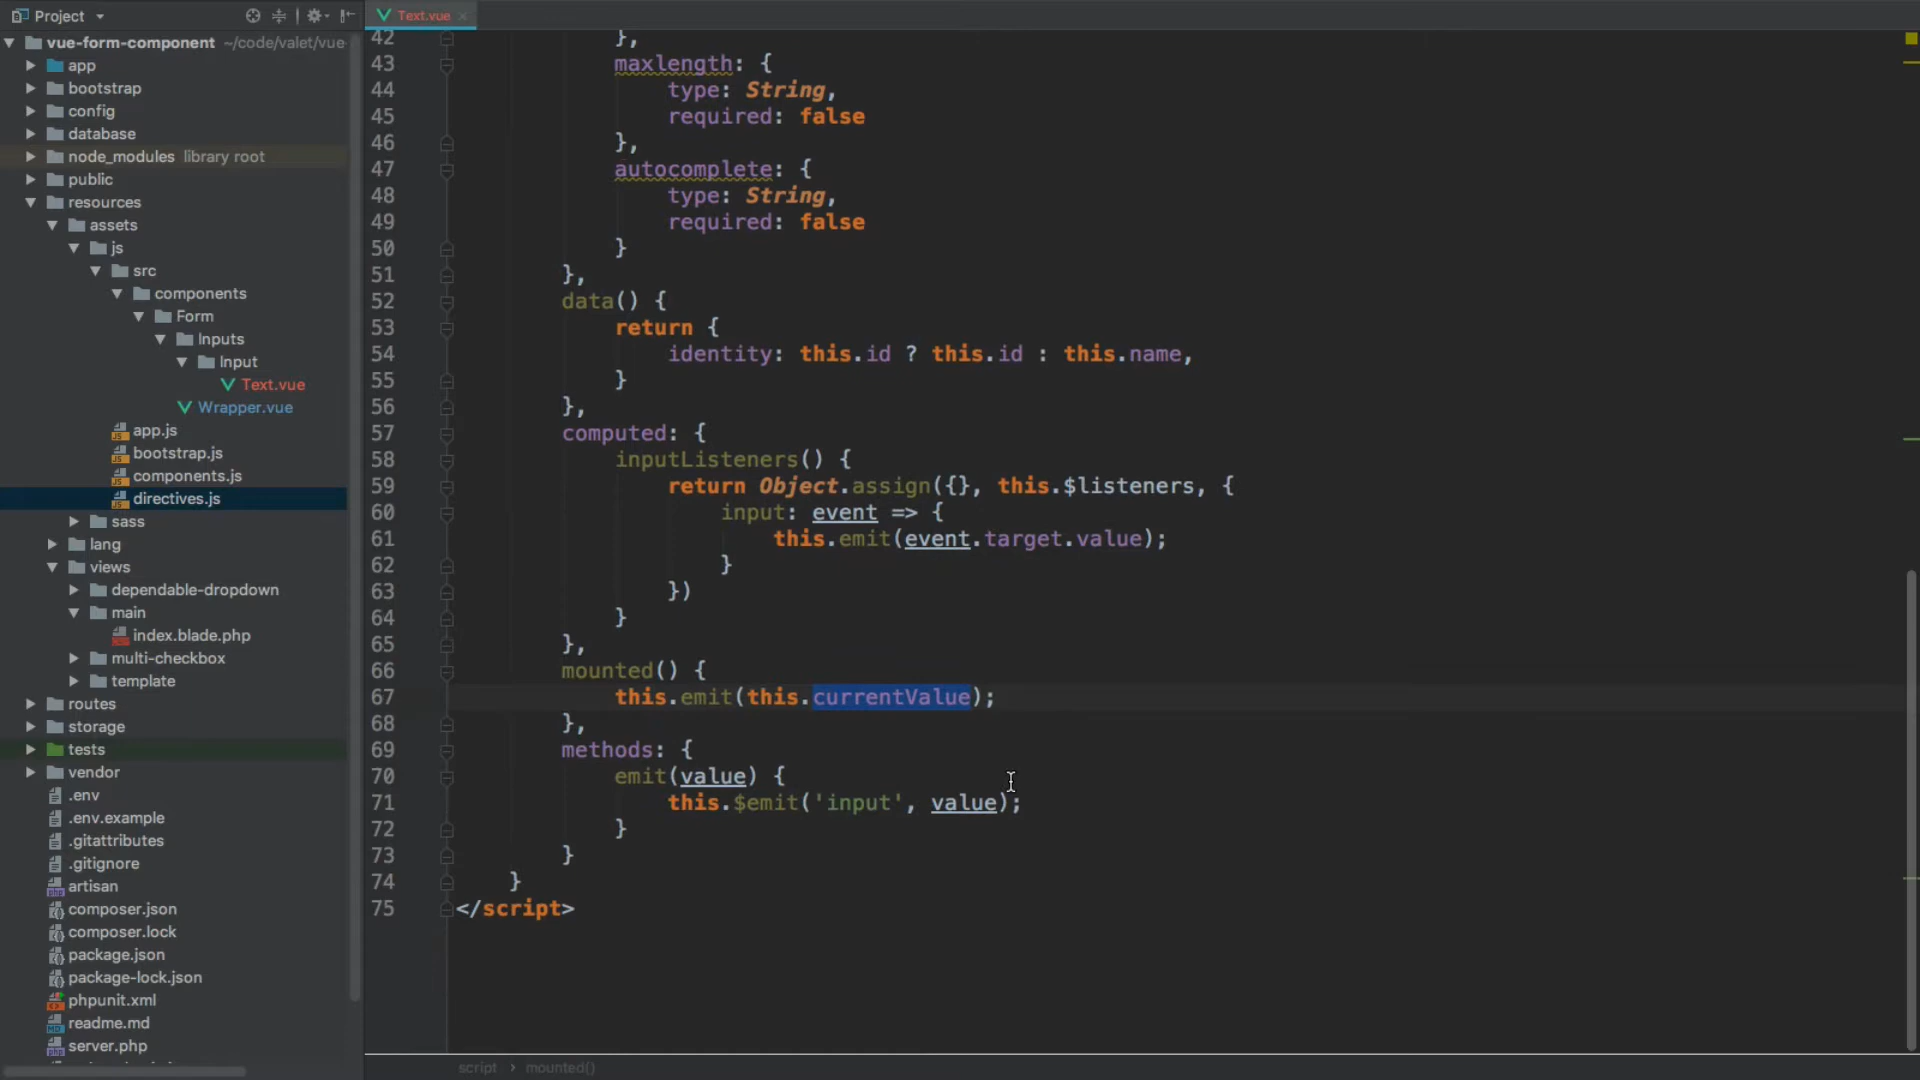 Project
vue-form-component ~/code/valet/vue
app
bootstrap
config
database
node_modules library root
public
resources
assets
js
src
components
Form
Inputs
Input
Text.vue
Wrapper.vue
app.js
bootstrap.js
components.js
directives.js
sass
lang
views
dependable-dropdown
main
index.blade.php
multi-checkbox
template
routes
storage
tests
vendor
.env
.env.example
.gitattributes
.gitignore
artisan
composer.json
composer.lock
package.json
package-lock.json
phpunit.xml
readme.md
server.php
Text.vue
42 },
43 maxlength: {
44 type: String,
45 required: false
46 },
47 autocomplete: {
48 type: String,
49 required: false
50 }
51 },
52 data() {
53 return {
54 identity: this.id ? this.id : this.name,
55 }
56 },
57 computed: {
58 inputListeners() {
59 return Object.assign({}, this.$listeners, {
60 input: event => {
61 this.emit(event.target.value);
62 }
63 })
64 }
65 },
66 mounted() {
67 this.emit(this.currentValue);
68 },
69 methods: {
70 emit(value) {
71 this.$emit('input', value);
72 }
73 }
74 }
75 </script>
script › mounted()